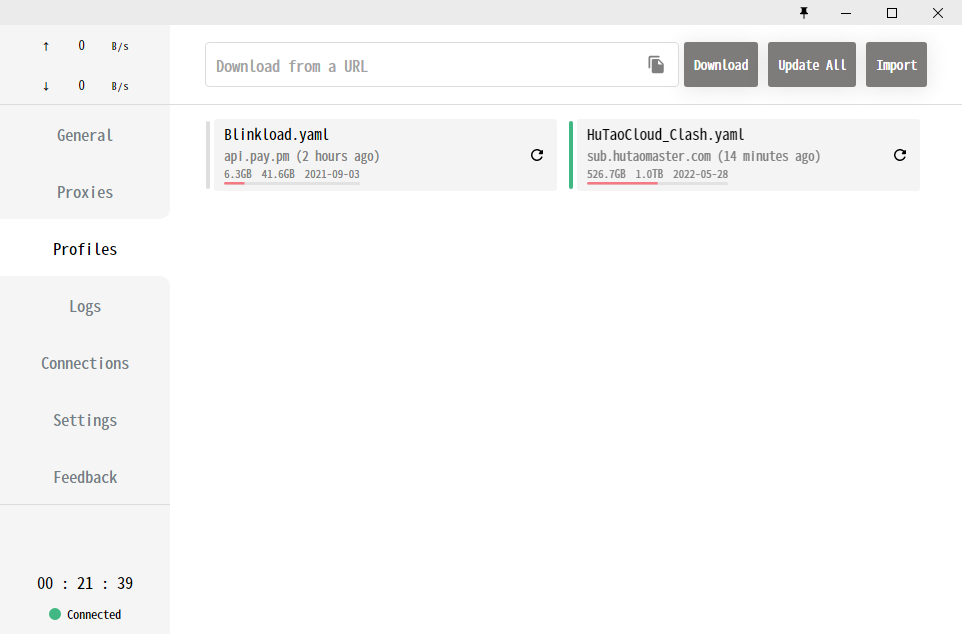 ↑ 0 B/s
↓ 0 B/s
General
Proxies
Profiles
Logs
Connections
Settings
Feedback
00 : 21 : 39
Connected
Download from a URL
Download
Update All
Import
Blinkload.yaml
api.pay.pm (2 hours ago)
6.3GB 41.6GB 2021-09-03
HuTaoCloud_Clash.yaml
sub.hutaomaster.com (14 minutes ago)
526.7GB 1.0TB 2022-05-28